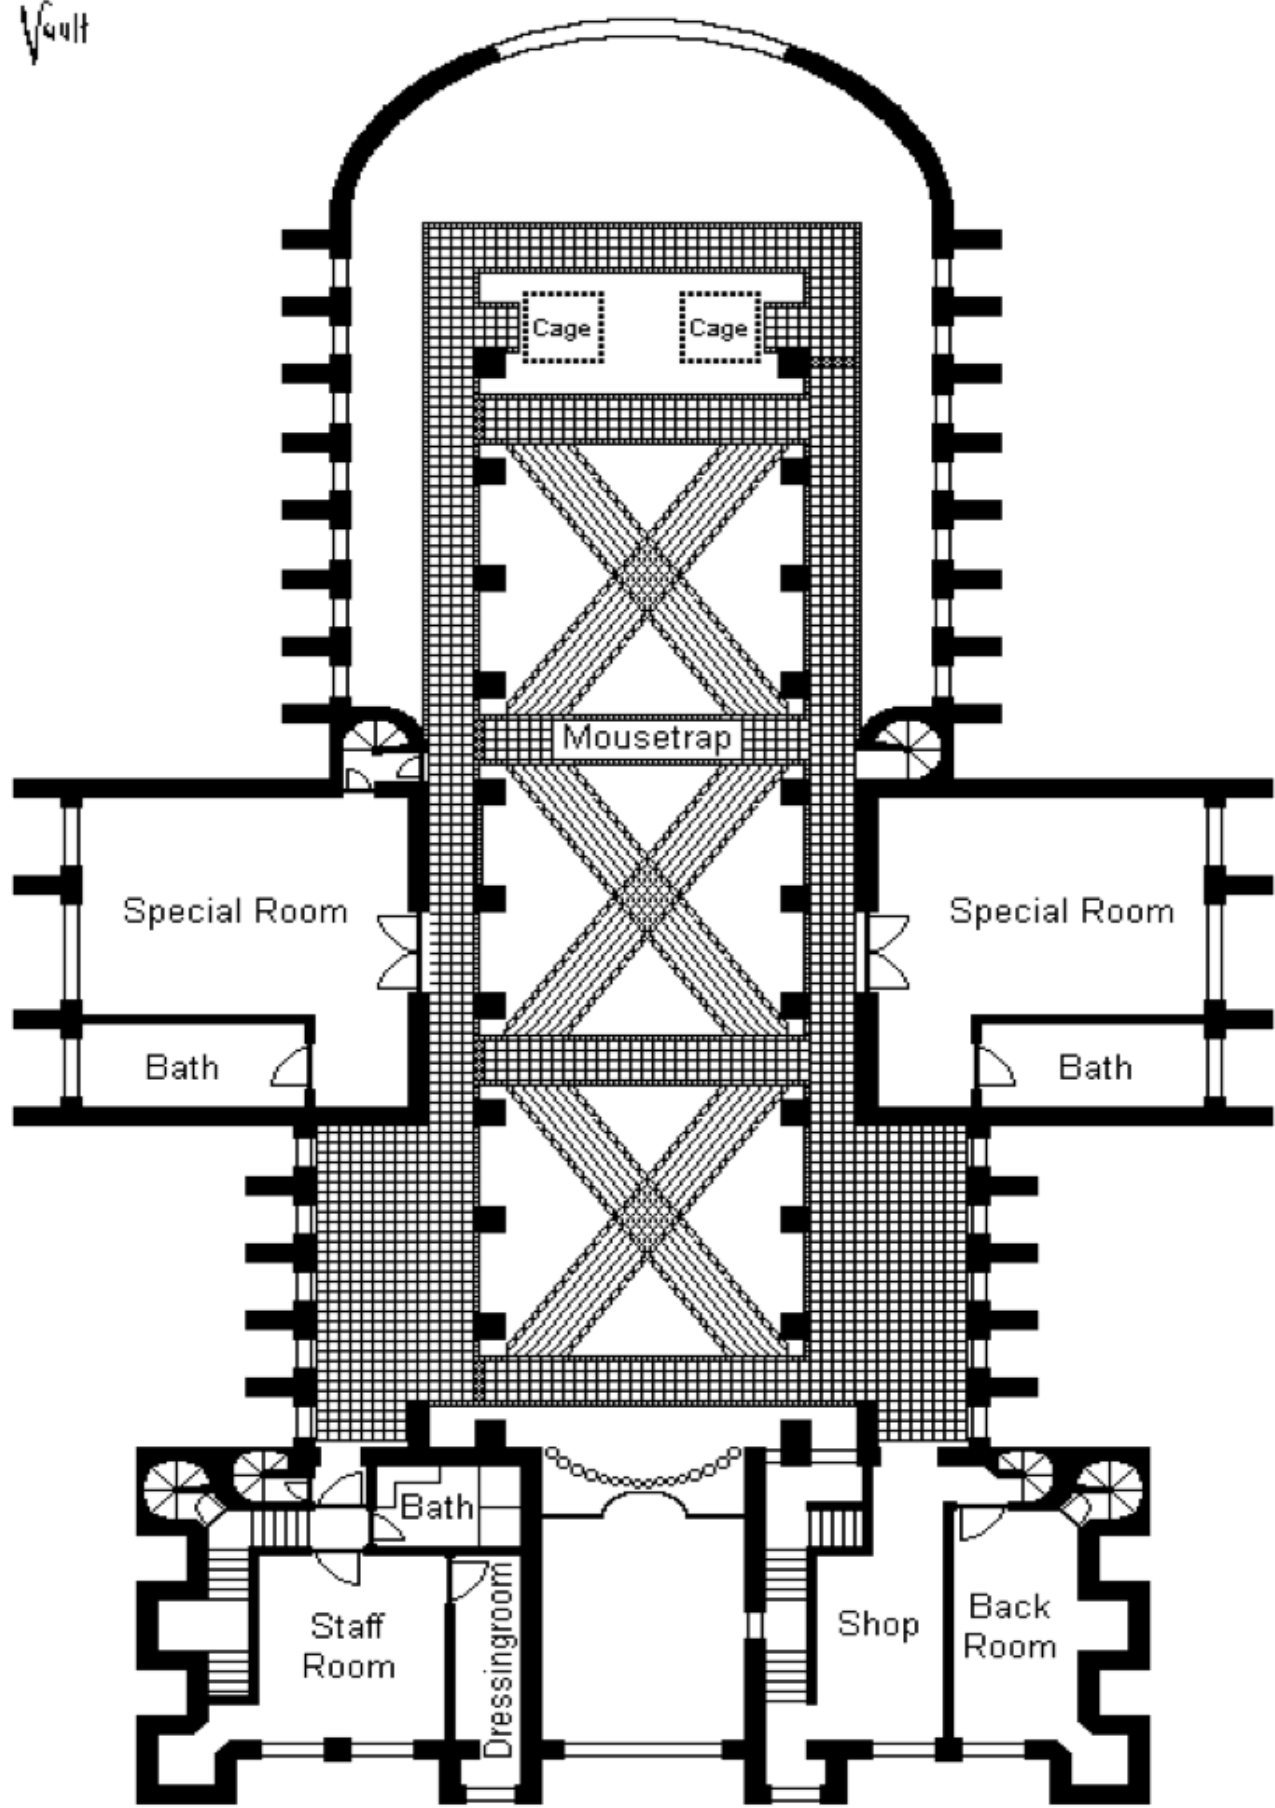 Vault
Cage
Cage
Mousetrap
Special Room
Special Room
Bath
Bath
Bath
Staff
Room
Dressingroom
Shop
Back
Room